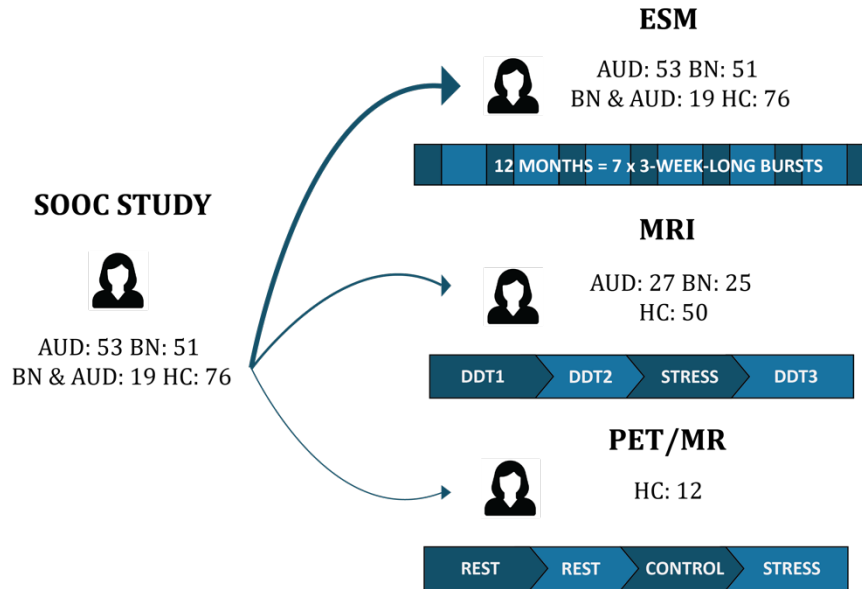 SOOC STUDY
AUD: 53 BN: 51
BN & AUD: 19 HC: 76
ESM
AUD: 53 BN: 51
BN & AUD: 19 HC: 76
12 MONTHS = 7 x 3-WEEK-LONG BURSTS
MRI
AUD: 27 BN: 25
HC: 50
DDT1 DDT2 STRESS DDT3
PET/MR
HC: 12
REST REST CONTROL STRESS